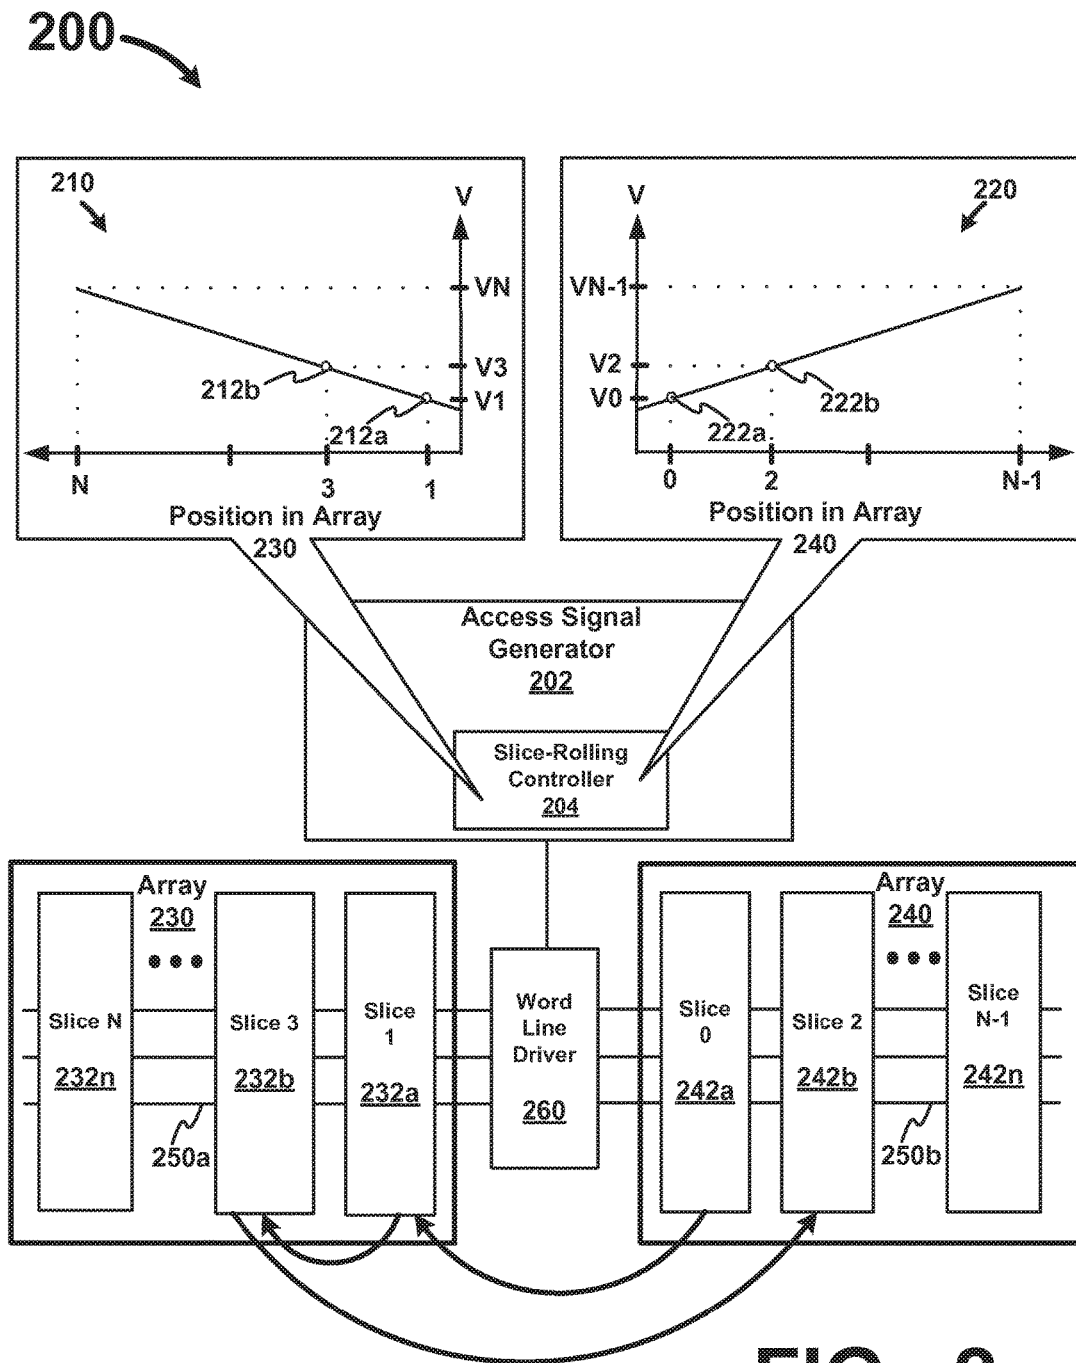 200
210
V
VN
V3
V1
212b
212a
N
3
1
Position in Array
230
220
V
VN-1
V2
V0
222b
222a
0
2
N-1
Position in Array
240
Access Signal
Generator
202
Slice-Rolling
Controller
204
Array
230
Slice N
232n
Slice 3
232b
Slice
1
232a
250a
Word
Line
Driver
260
Array
240
Slice
0
242a
Slice 2
242b
Slice
N-1
242n
250b